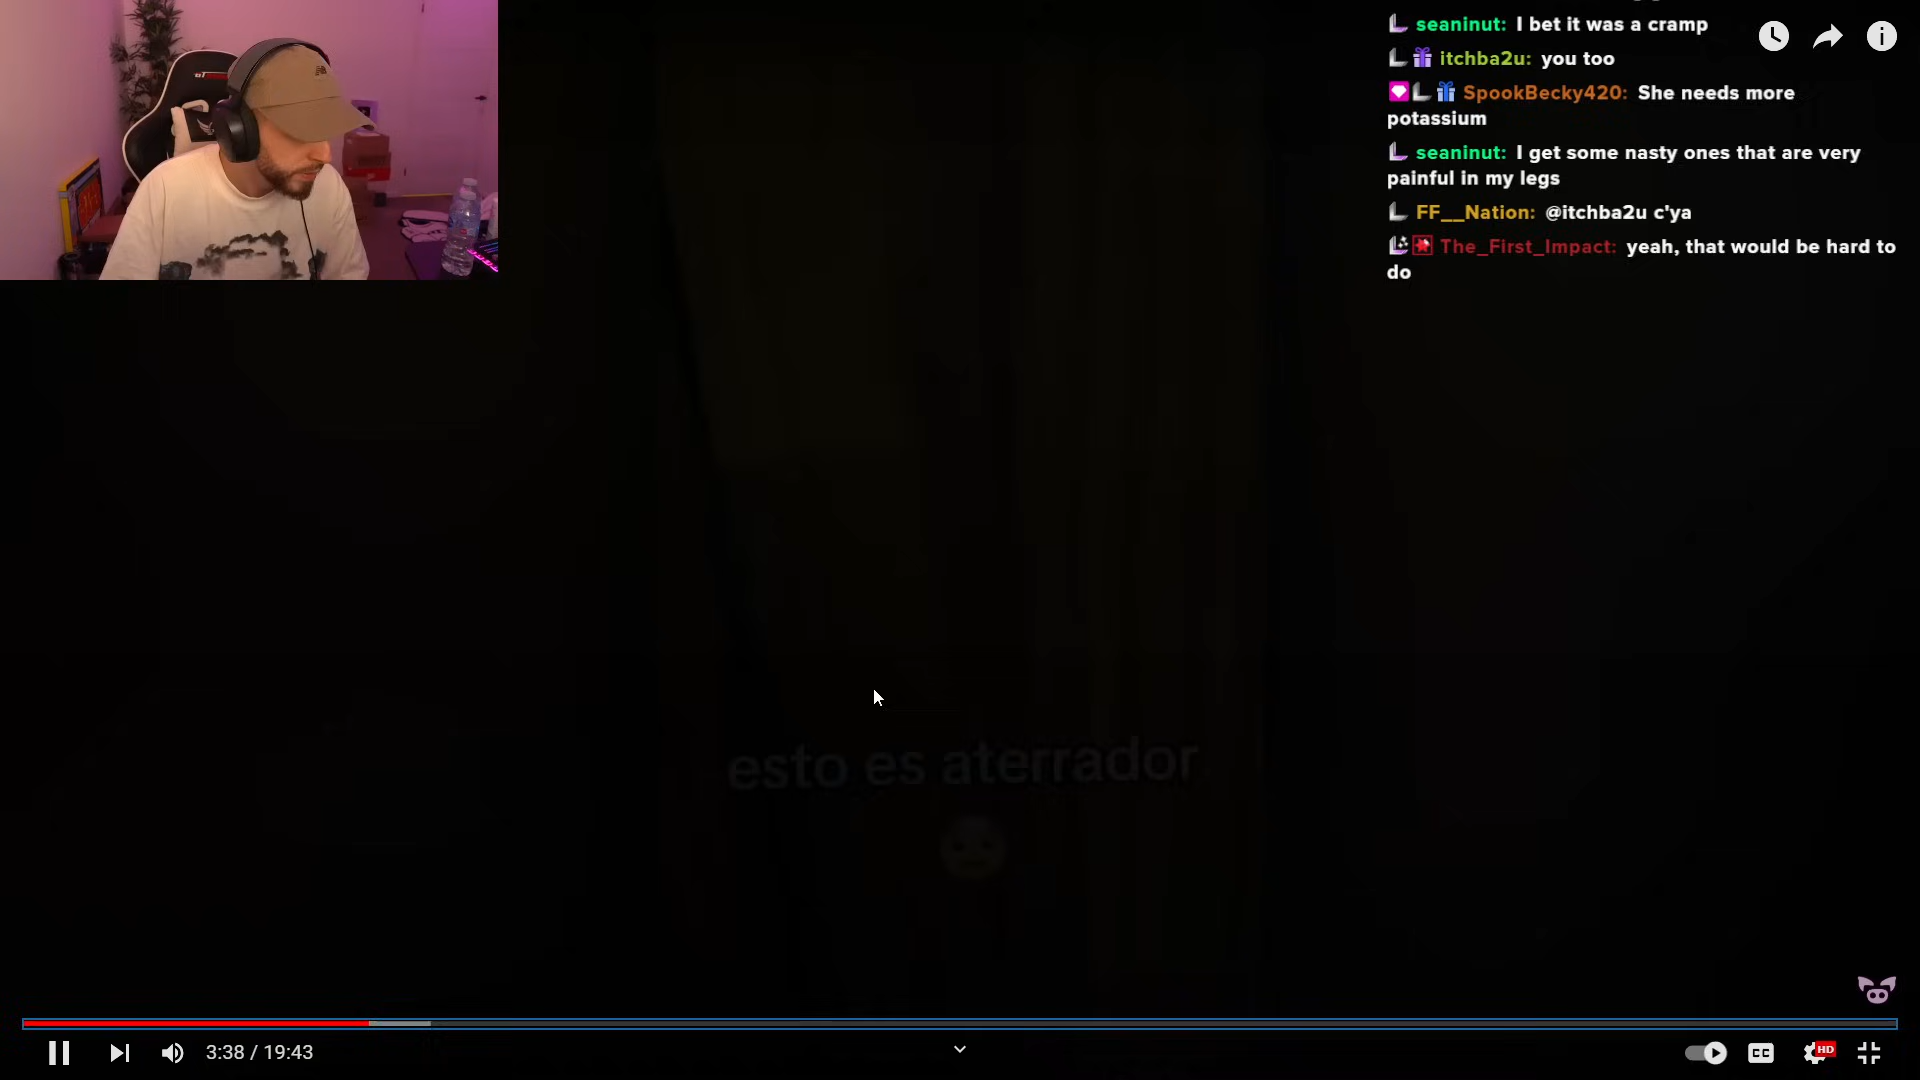 seaninut: I bet it was a cramp
itchba2u: you too
SpookBecky420: She needs more
potassium
seaninut: I get some nasty ones that are very
painful in my legs
FF__Nation: @itchba2u c'ya
The_First_Impact: yeah, that would be hard to
do
esto es aterrador
3:38 / 19:43
CC
HD